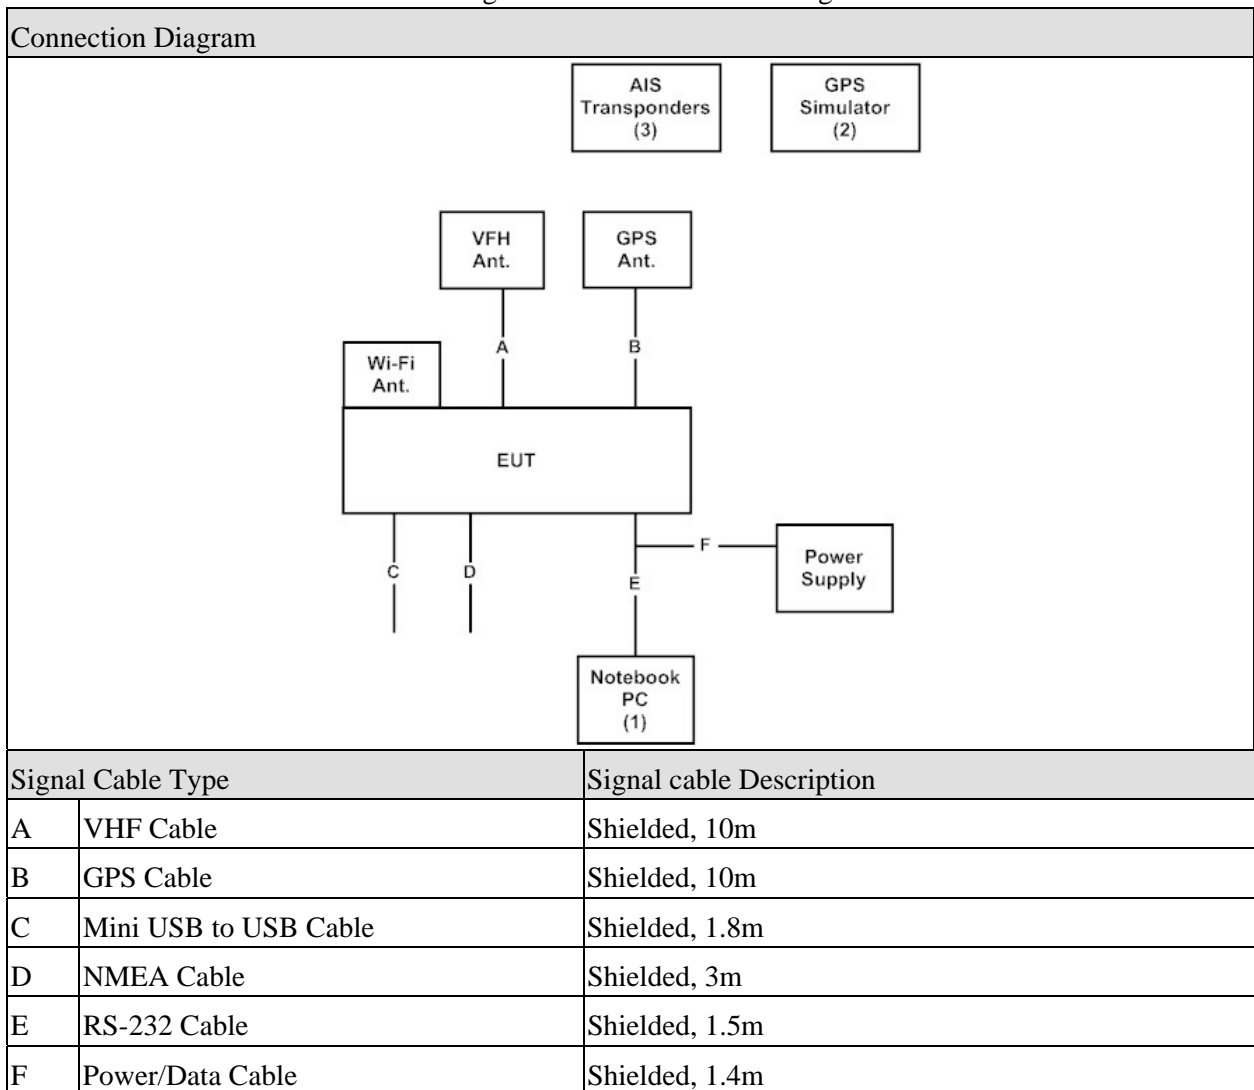 Connection Diagram
AIS
Transponders
(3)
GPS
Simulator
(2)
VFH
Ant.
GPS
Ant.
A
B
Wi-Fi
Ant.
EUT
C
D
F
E
Power
Supply
Notebook
PC
(1)
Signal Cable Type Signal cable Description
A VHF Cable Shielded, 10m
B GPS Cable Shielded, 10m
C Mini USB to USB Cable Shielded, 1.8m
D NMEA Cable Shielded, 3m
E RS-232 Cable Shielded, 1.5m
F Power/Data Cable Shielded, 1.4m